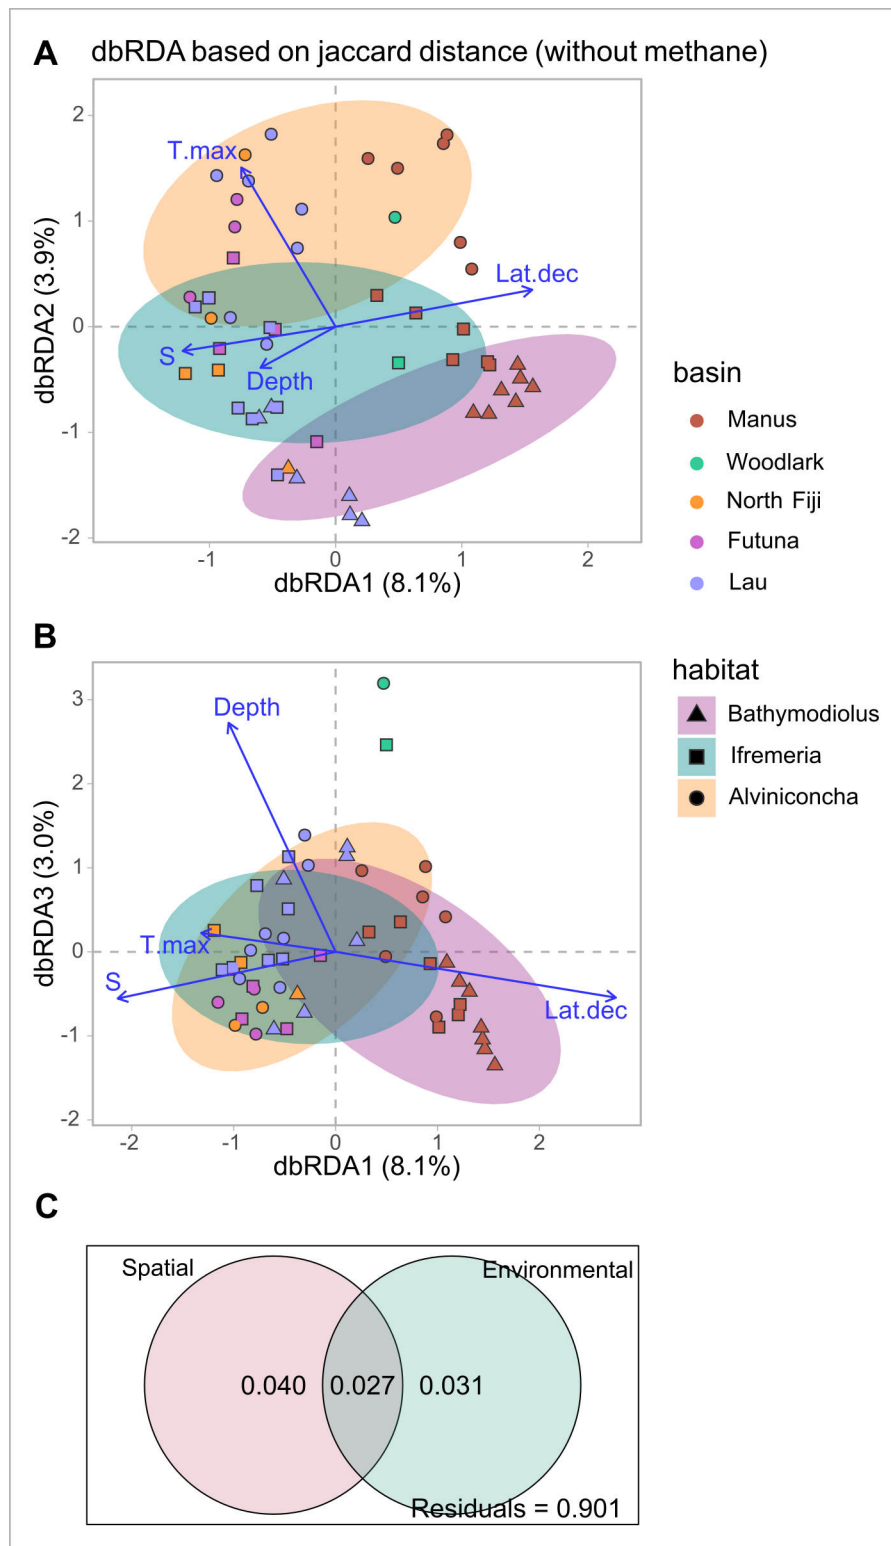 A dbRDA based on jaccard distance (without methane)
2
1
0
-1
-2
dbRDA2 (3.9%)
T.max
Lat.dec
S
Depth
-1 0 1 2
dbRDA1 (8.1%)
basin
Manus
Woodlark
North Fiji
Futuna
Lau
B
3
2
1
0
-1
-2
dbRDA3 (3.0%)
Depth
T.max
S
Lat.dec
-2 -1 0 1 2
dbRDA1 (8.1%)
habitat
Bathymodiolus
Ifremeria
Alviniconcha
C
Spatial Environmental
0.040 0.027 0.031
Residuals = 0.901